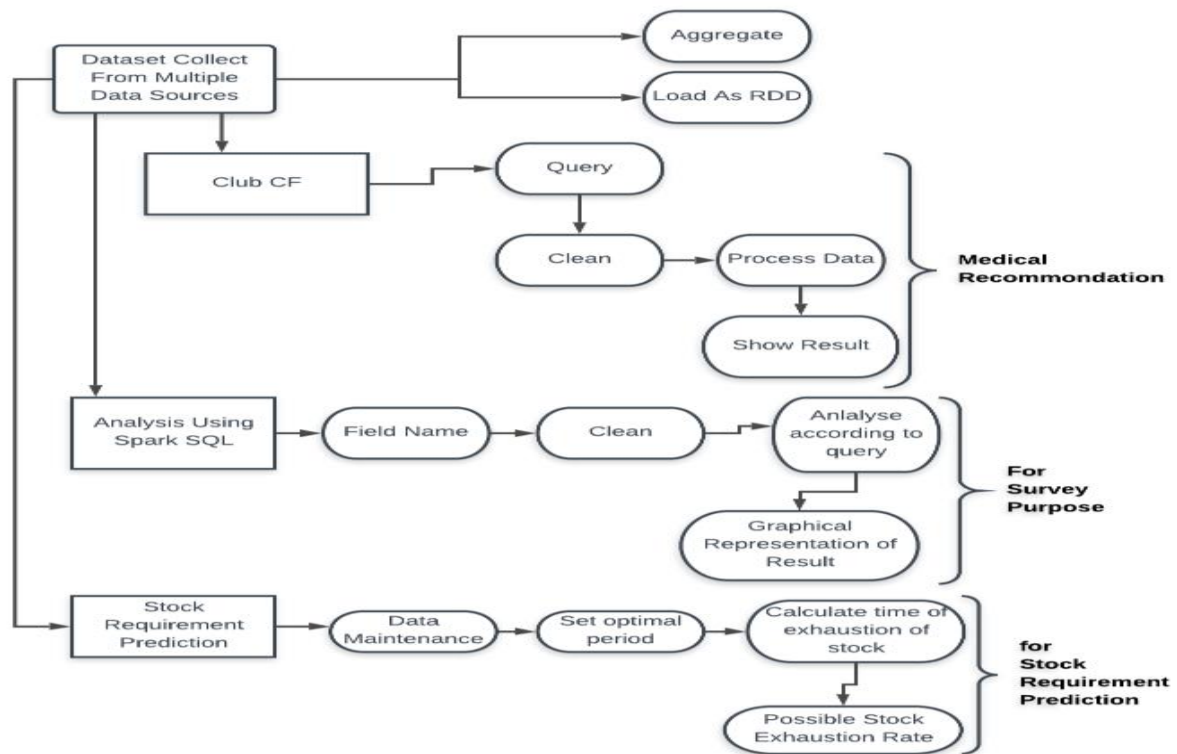 Aggregate
Dataset Collect
From Multiple
Data Sources
Load As RDD
Club CF
Query
Clean
Process Data
Show Result
Medical
Recommondation
Analysis Using
Spark SQL
Field Name
Clean
Anlalyse
according to
query
Graphical
Representation of
Result
For
Survey
Purpose
Stock
Requirement
Prediction
Data
Maintenance
Set optimal
period
Calculate time of
exhaustion of
stock
Possible Stock
Exhaustion Rate
for
Stock
Requirement
Prediction